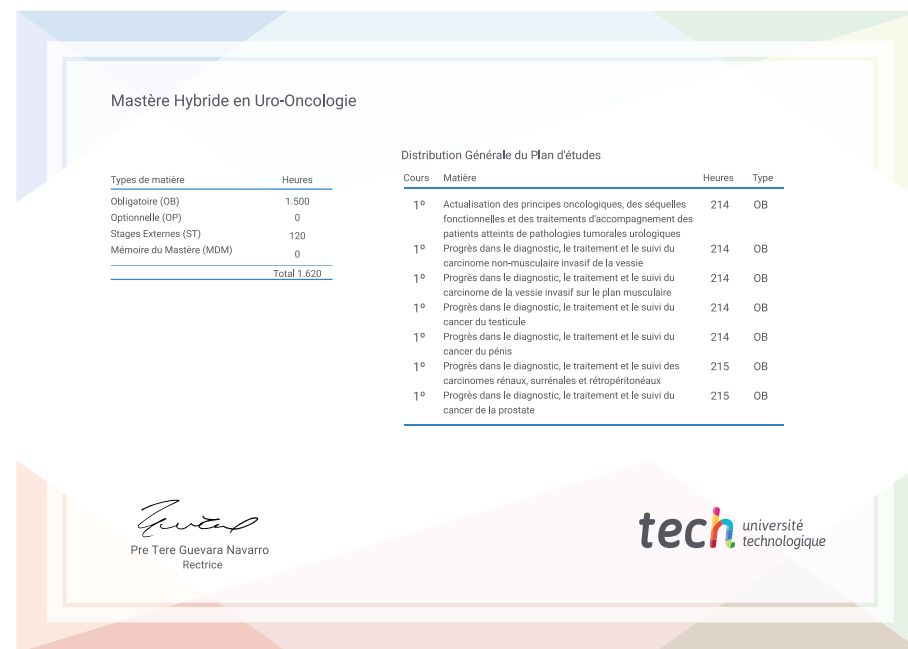 Mastère Hybride en Uro-Oncologie
Types de matière Heures
Obligatoire (OB) 1.500
Optionnelle (OP) 0
Stages Externes (ST) 120
Mémoire du Mastère (MDM) 0
Total 1.620
Distribution Générale du Plan d'études
Cours Matière Heures Type
1º Actualisation des principes oncologiques, des séquelles 214 OB
fonctionnelles et des traitements d'accompagnement des
patients atteints de pathologies tumorales urologiques
1º Progrès dans le diagnostic, le traitement et le suivi du 214 OB
carcinome non-musculaire invasif de la vessie
1º Progrès dans le diagnostic, le traitement et le suivi du 214 OB
carcinome de la vessie invasif sur le plan musculaire
1º Progrès dans le diagnostic, le traitement et le suivi du 214 OB
cancer du testicule
1º Progrès dans le diagnostic, le traitement et le suivi du 214 OB
cancer du pénis
1º Progrès dans le diagnostic, le traitement et le suivi des 215 OB
carcinomes rénaux, surrénales et rétropéritonéaux
1º Progrès dans le diagnostic, le traitement et le suivi du 215 OB
cancer de la prostate
Pre Tere Guevara Navarro
Rectrice
tech université
technologique